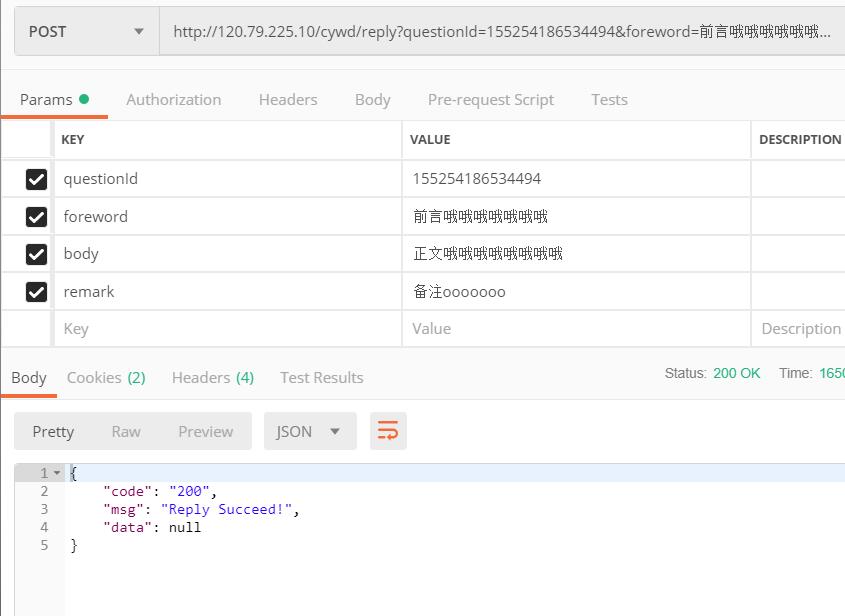 POST http://120.79.225.10/cywd/reply?questionId=155254186534494&foreword=前言哦哦哦哦哦哦...
Params Authorization Headers Body Pre-request Script Tests
KEY VALUE DESCRIPTION
questionId 155254186534494
foreword 前言哦哦哦哦哦哦哦
body 正文哦哦哦哦哦哦哦哦
remark 备注ooooooo
Key Value Description
Body Cookies (2) Headers (4) Test Results Status: 200 OK Time: 1650
Pretty Raw Preview JSON
1 {
2 "code": "200",
3 "msg": "Reply Succeed!",
4 "data": null
5 }